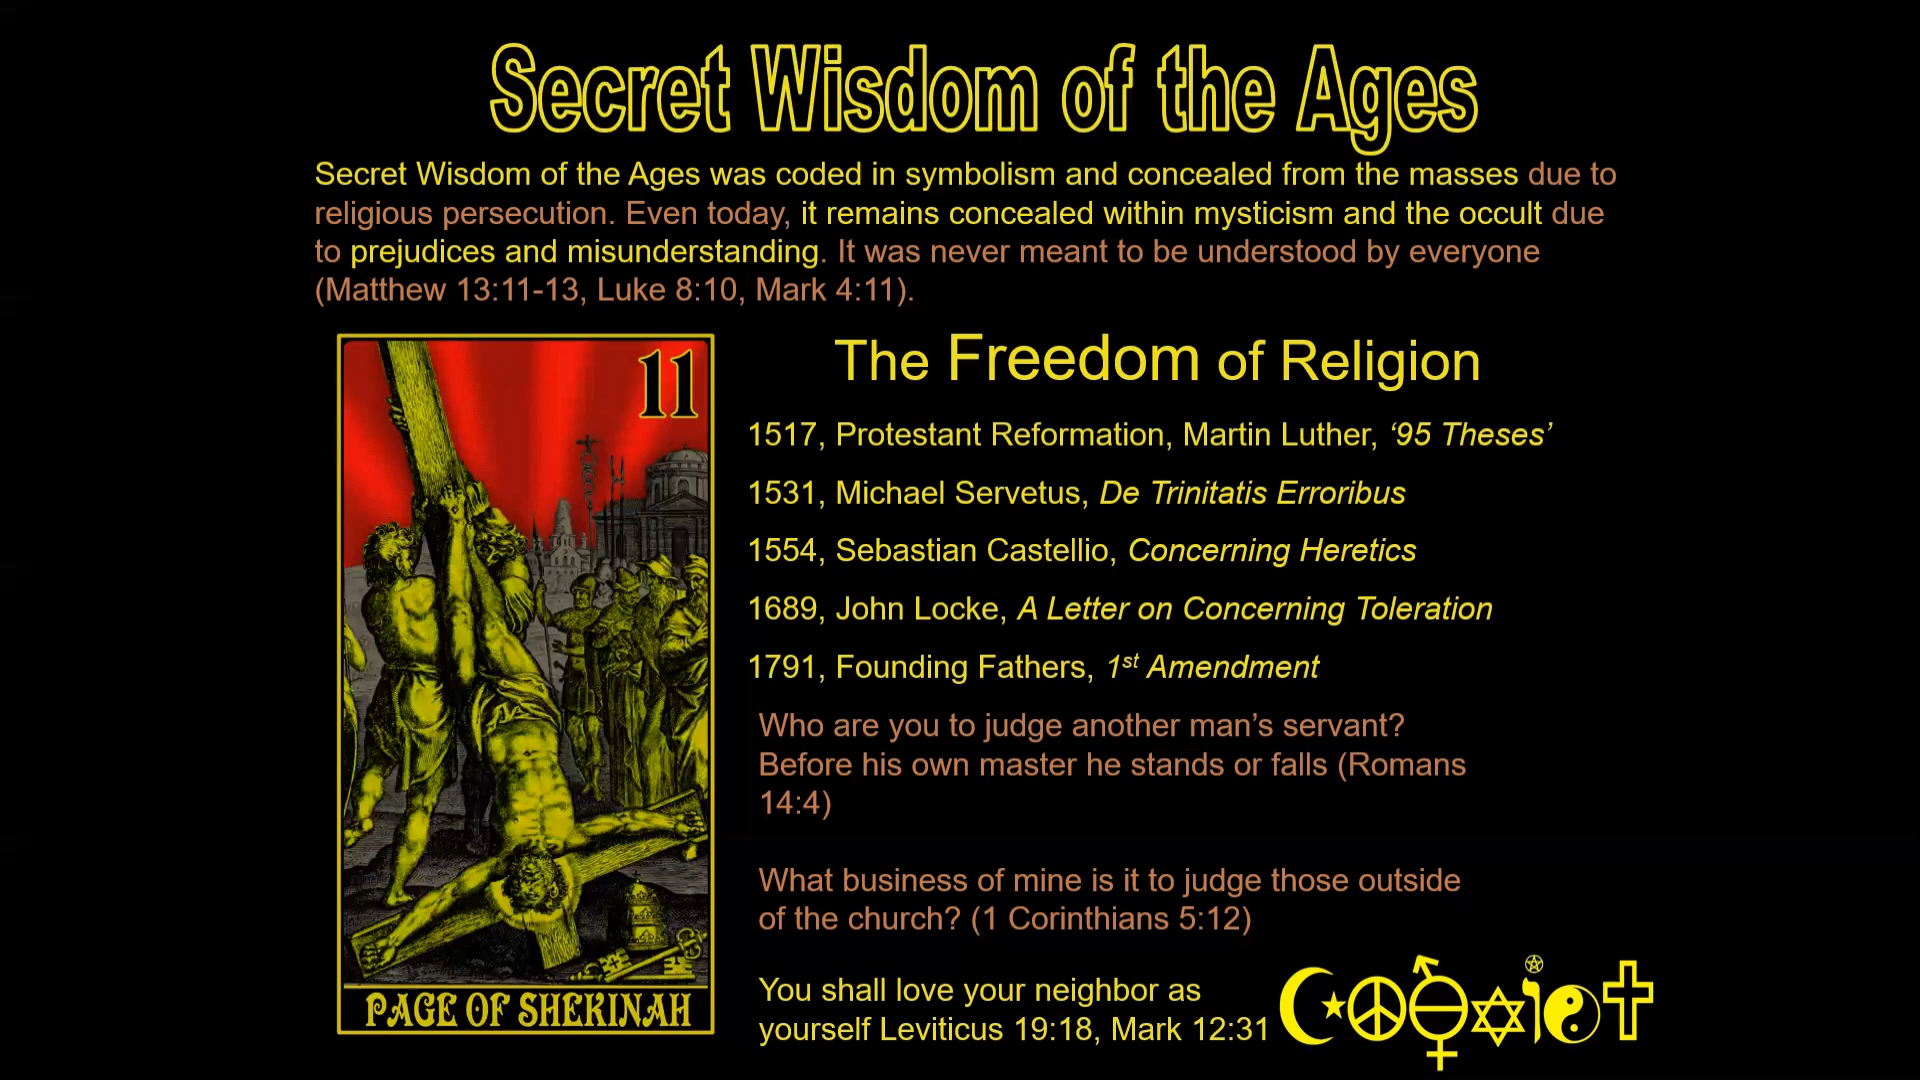 Secret Wisdom of the Ages
Secret Wisdom of the Ages was coded in symbolism and concealed from the masses due to
religious persecution. Even today, it remains concealed within mysticism and the occult due
to prejudices and misunderstanding. It was never meant to be understood by everyone
(Matthew 13:11-13, Luke 8:10, Mark 4:11).
11
PAGE OF SHEKINAH
The Freedom of Religion
1517, Protestant Reformation, Martin Luther, ‘95 Theses’
1531, Michael Servetus, De Trinitatis Erroribus
1554, Sebastian Castellio, Concerning Heretics
1689, John Locke, A Letter on Concerning Toleration
1791, Founding Fathers, 1st Amendment
Who are you to judge another man’s servant?
Before his own master he stands or falls (Romans
14:4)
What business of mine is it to judge those outside
of the church? (1 Corinthians 5:12)
You shall love your neighbor as
yourself Leviticus 19:18, Mark 12:31
Coexist